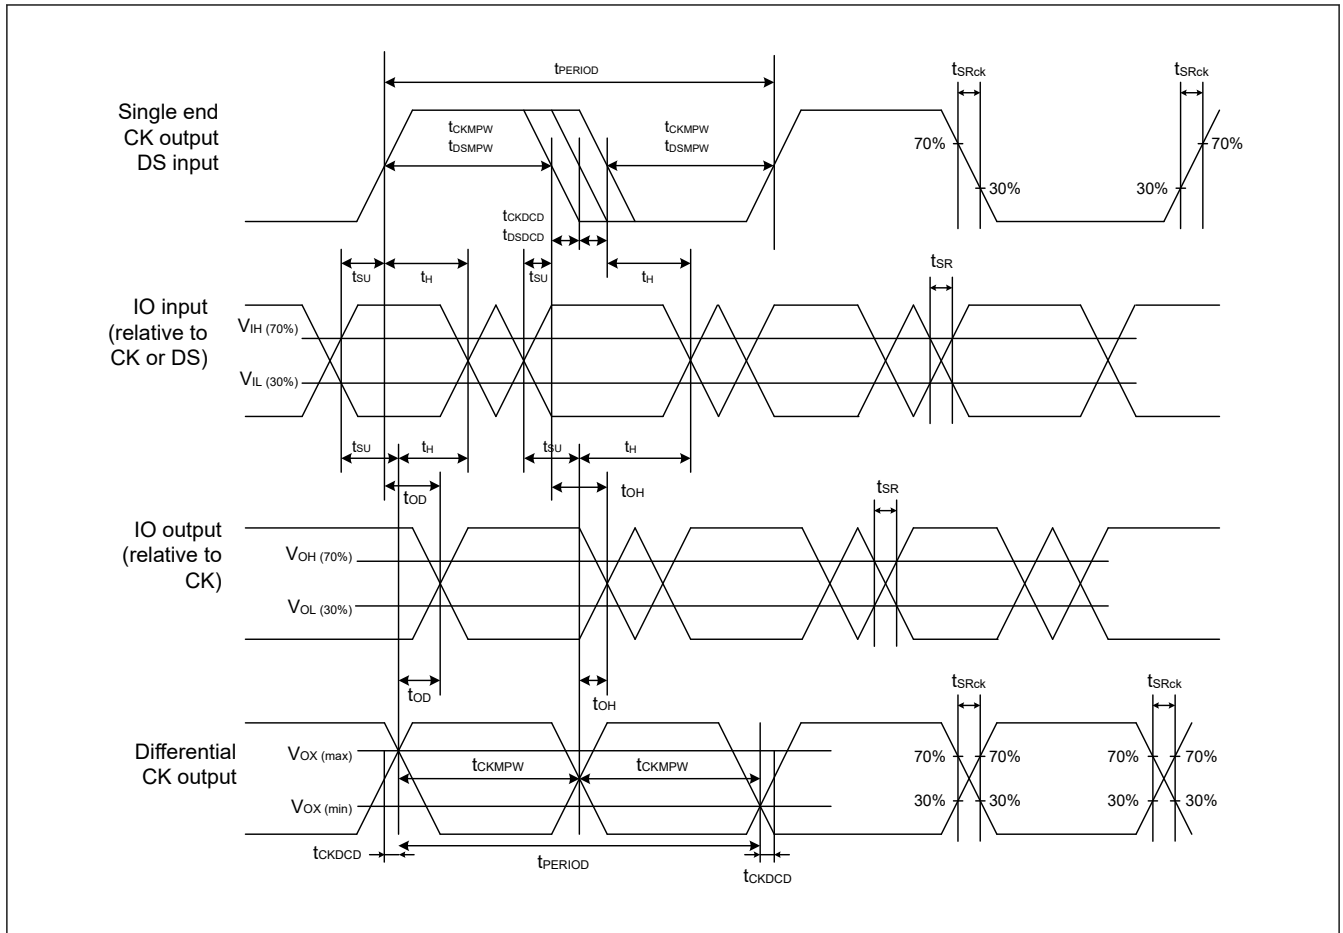 tPERIOD
tSRck
tSRck
Single end
CK output
DS input
tCKMPW
tDSMPW
tCKMPW
tDSMPW
70%
30%
30%
70%
tCKDCD
tDSDCD
tSU
tH
tSU
tH
tSR
IO input
(relative to
CK or DS)
VIH (70%)
VIL (30%)
tSU
tH
tSU
tH
tOD
tOH
tSR
IO output
(relative to
CK)
VOH (70%)
VOL (30%)
tOD
tOH
tSRck
tSRck
Differential
CK output
VOX (max)
VOX (min)
tCKMPW
tCKMPW
70%
70%
70%
70%
30%
30%
30%
30%
tCKDCD
tPERIOD
tCKDCD